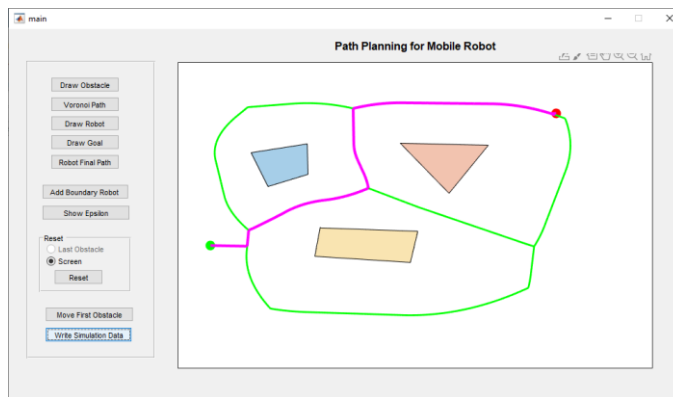 main
Path Planning for Mobile Robot
Draw Obstacle
Voronoi Path
Draw Robot
Draw Goal
Robot Final Path
Add Boundary Robot
Show Epsilon
Reset
Last Obstacle
Screen
Reset
Move First Obstacle
Write Simulation Data